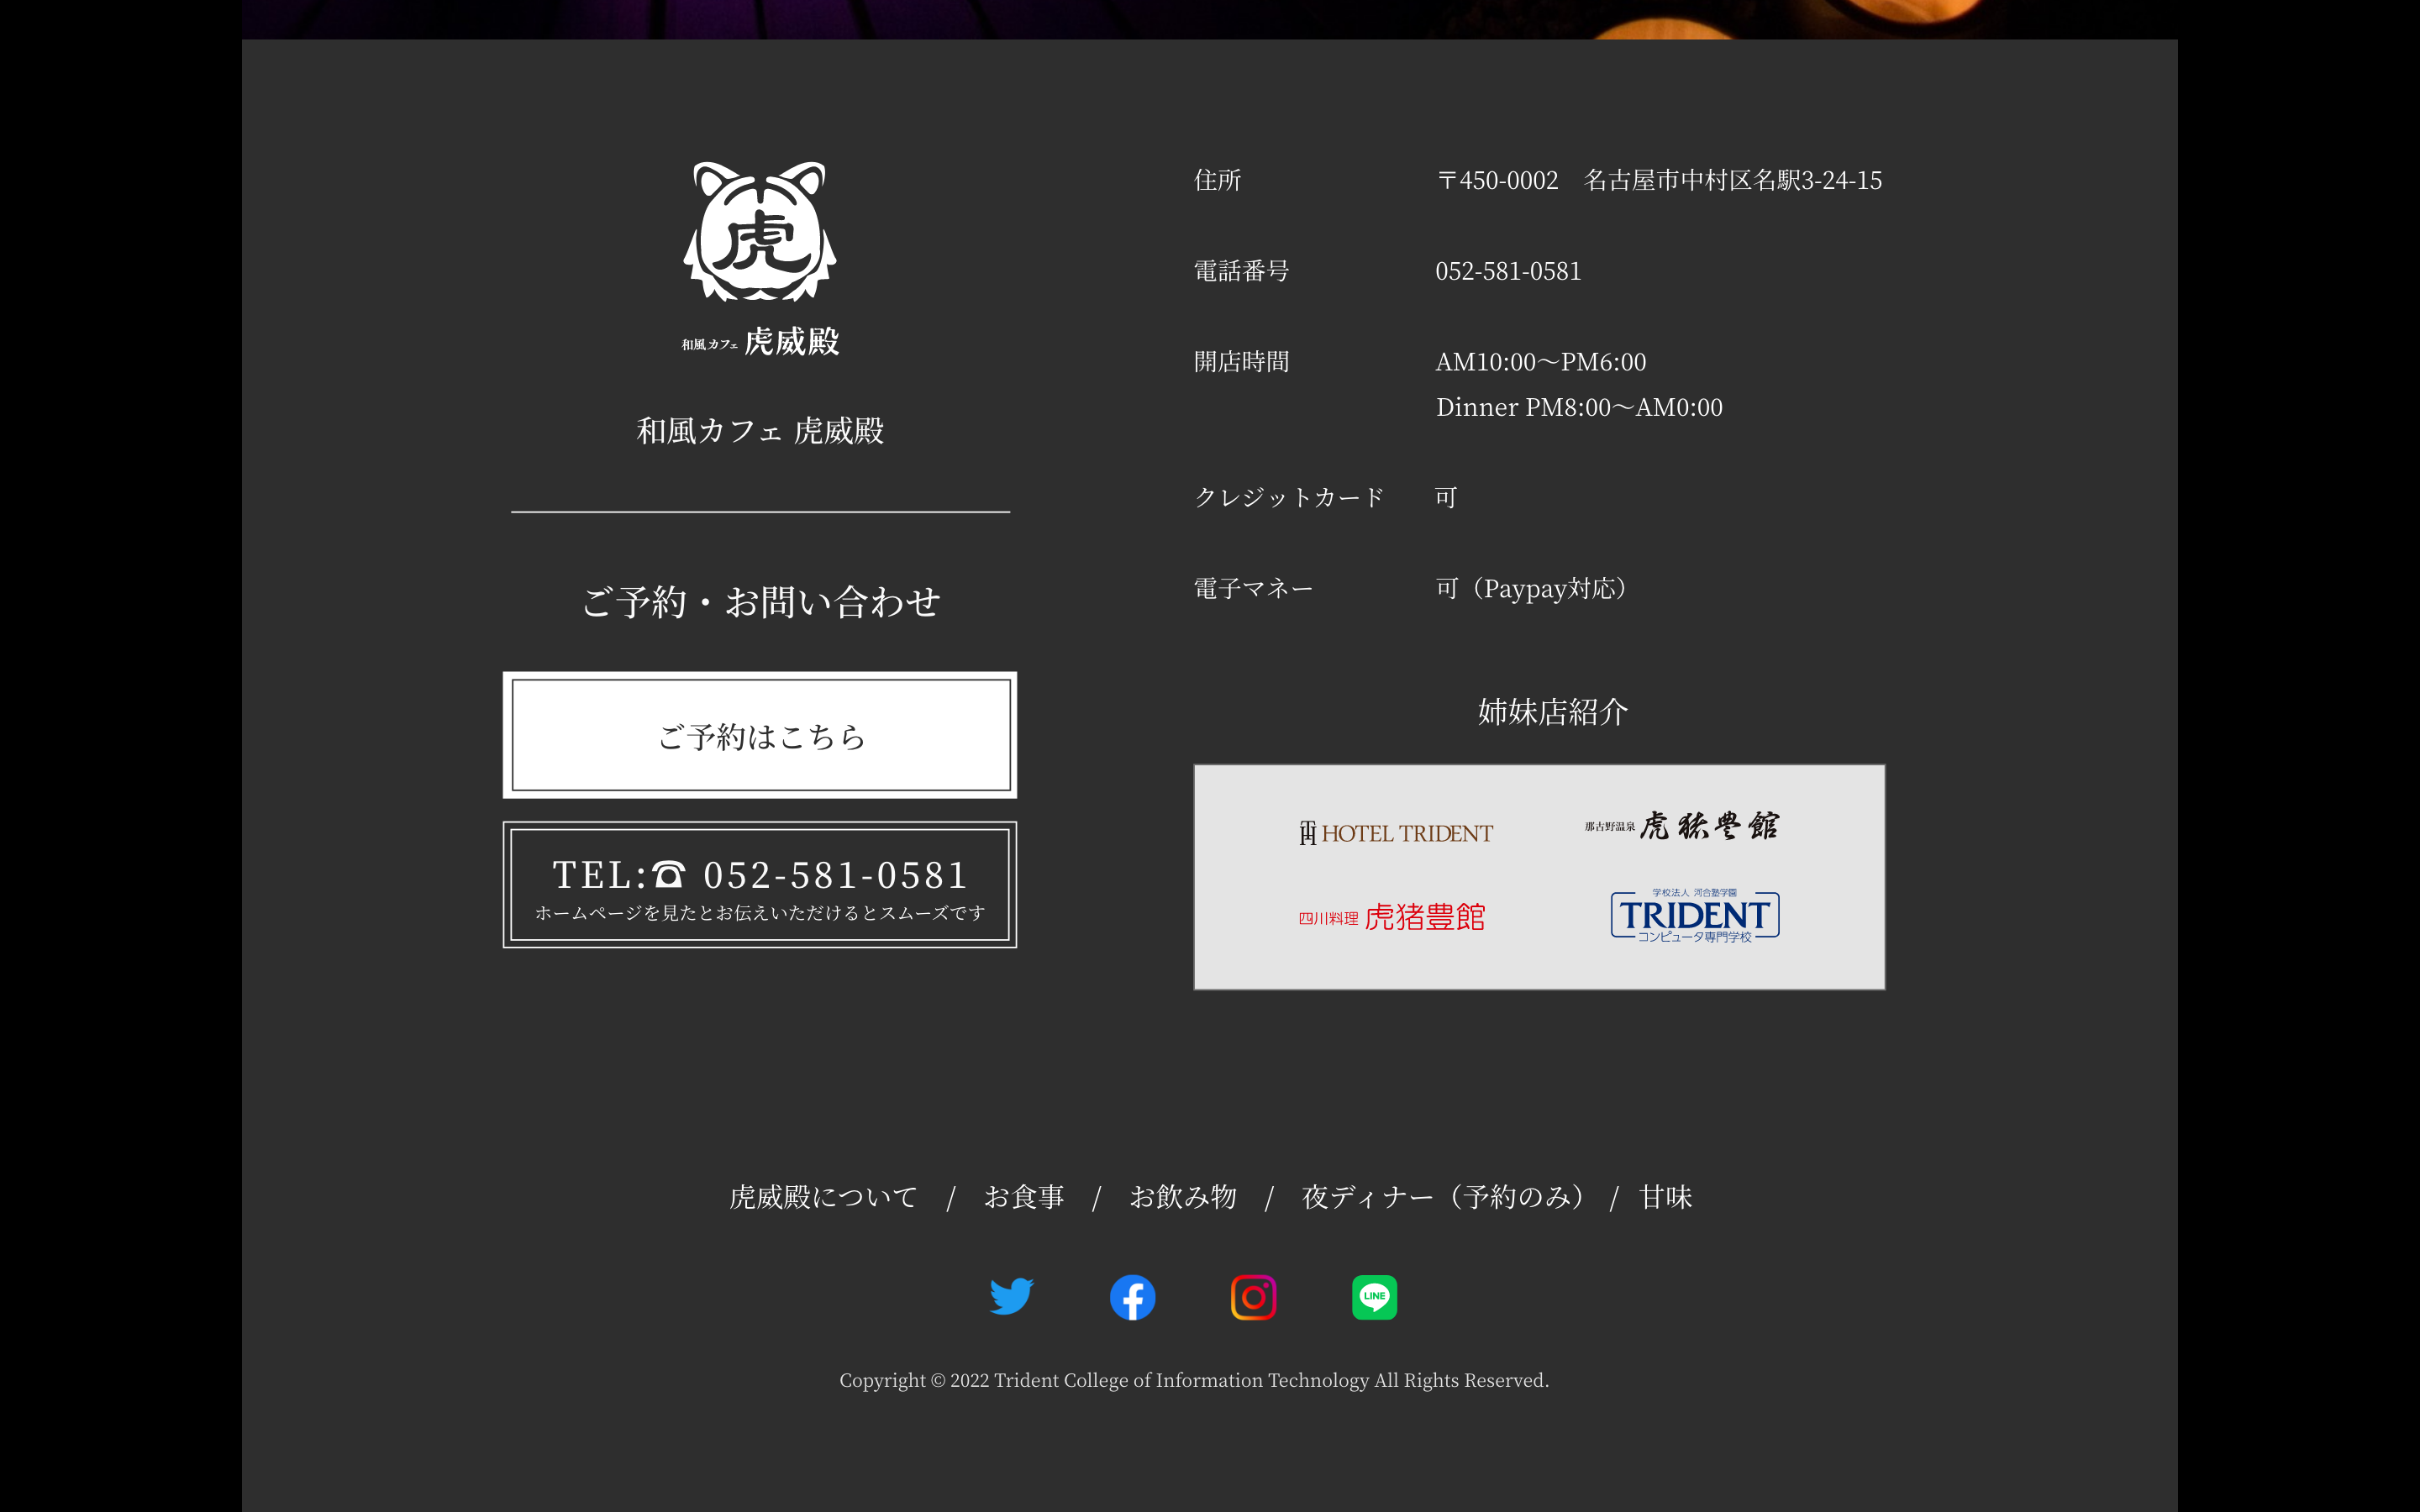 虎
和風カフェ 虎威殿
和風カフェ 虎威殿
ご予約・お問い合わせ
ご予約はこちら
TEL:☎ 052-581-0581
ホームページを見たとお伝えいただけるとスムーズです
住所 〒450-0002 名古屋市中村区名駅3-24-15
電話番号 052-581-0581
開店時間 AM10:00〜PM6:00
Dinner PM8:00〜AM0:00
クレジットカード 可
電子マネー 可（Paypay対応）
姉妹店紹介
HOTEL TRIDENT
那古野温泉 虎猪豊館
四川料理 虎猪豊館
学校法人 河合塾学園
TRIDENT
コンピュータ専門学校
虎威殿について / お食事 / お飲み物 / 夜ディナー（予約のみ） / 甘味
LINE
Copyright © 2022 Trident College of Information Technology All Rights Reserved.